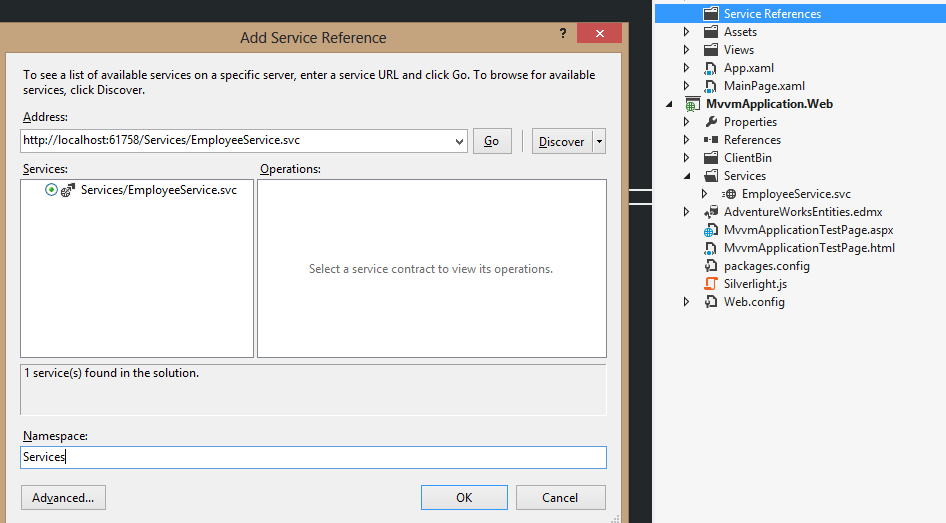 Add Service Reference
?
To see a list of available services on a specific server, enter a service URL and click Go. To browse for available
services, click Discover.
Address:
http://localhost:61758/Services/EmployeeService.svc
Go
Discover
Services:
Operations:
Services/EmployeeService.svc
Select a service contract to view its operations.
1 service(s) found in the solution.
Namespace:
Services
Advanced...
OK
Cancel
Service References
Assets
Views
App.xaml
MainPage.xaml
MvvmApplication.Web
Properties
References
ClientBin
Services
EmployeeService.svc
AdventureWorksEntities.edmx
MvvmApplicationTestPage.aspx
MvvmApplicationTestPage.html
packages.config
Silverlight.js
Web.config